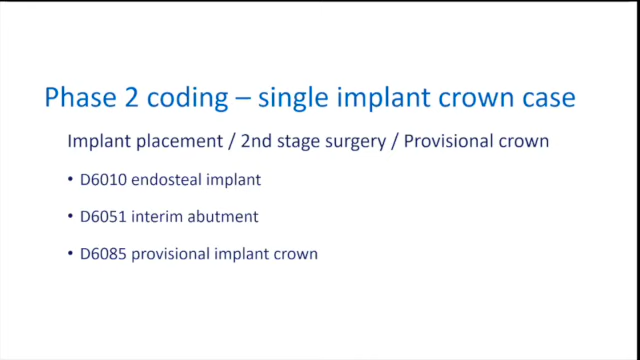 Phase 2 coding – single implant crown case
Implant placement / 2nd stage surgery / Provisional crown
• D6010 endosteal implant
• D6051 interim abutment
• D6085 provisional implant crown